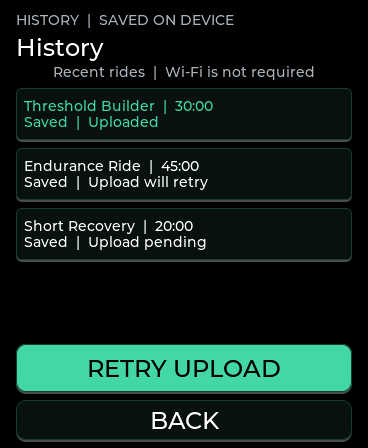 HISTORY | SAVED ON DEVICE
History
Recent rides | Wi-Fi is not required
Threshold Builder | 30:00
Saved | Uploaded
Endurance Ride | 45:00
Saved | Upload will retry
Short Recovery | 20:00
Saved | Upload pending
RETRY UPLOAD
BACK